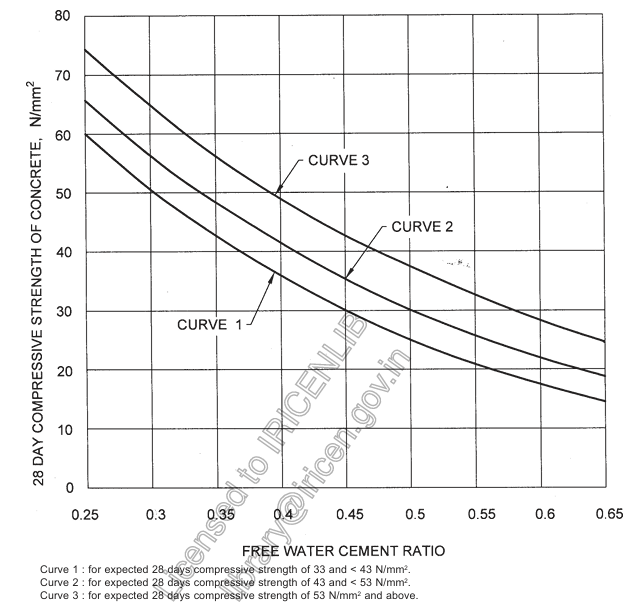 80
70
60
50
40
30
20
10
0
28 DAY COMPRESSIVE STRENGTH OF CONCRETE, N/mm²
CURVE 3
CURVE 2
CURVE 1
0.25 0.3 0.35 0.4 0.45 0.5 0.55 0.6 0.65
FREE WATER CEMENT RATIO
Curve 1 : for expected 28 days compressive strength of 33 and < 43 N/mm².
Curve 2 : for expected 28 days compressive strength of 43 and < 53 N/mm².
Curve 3 : for expected 28 days compressive strength of 53 N/mm² and above.
Licensed to IRICENLIB
library@iricen.gov.in